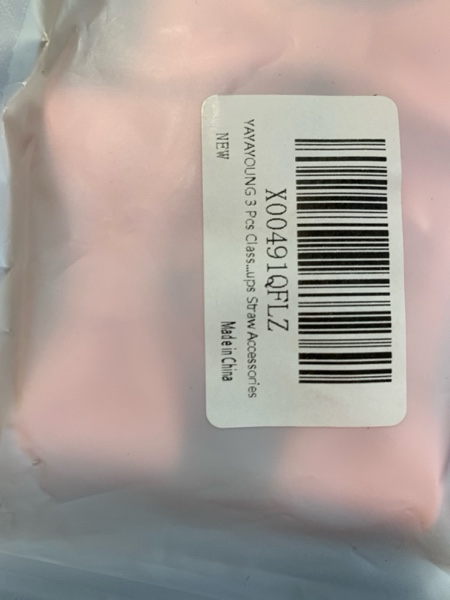 X00491QFLZ
YAYAYOUNG 3 Pcs Class...ups Straw Accessories
NEW
Made in China